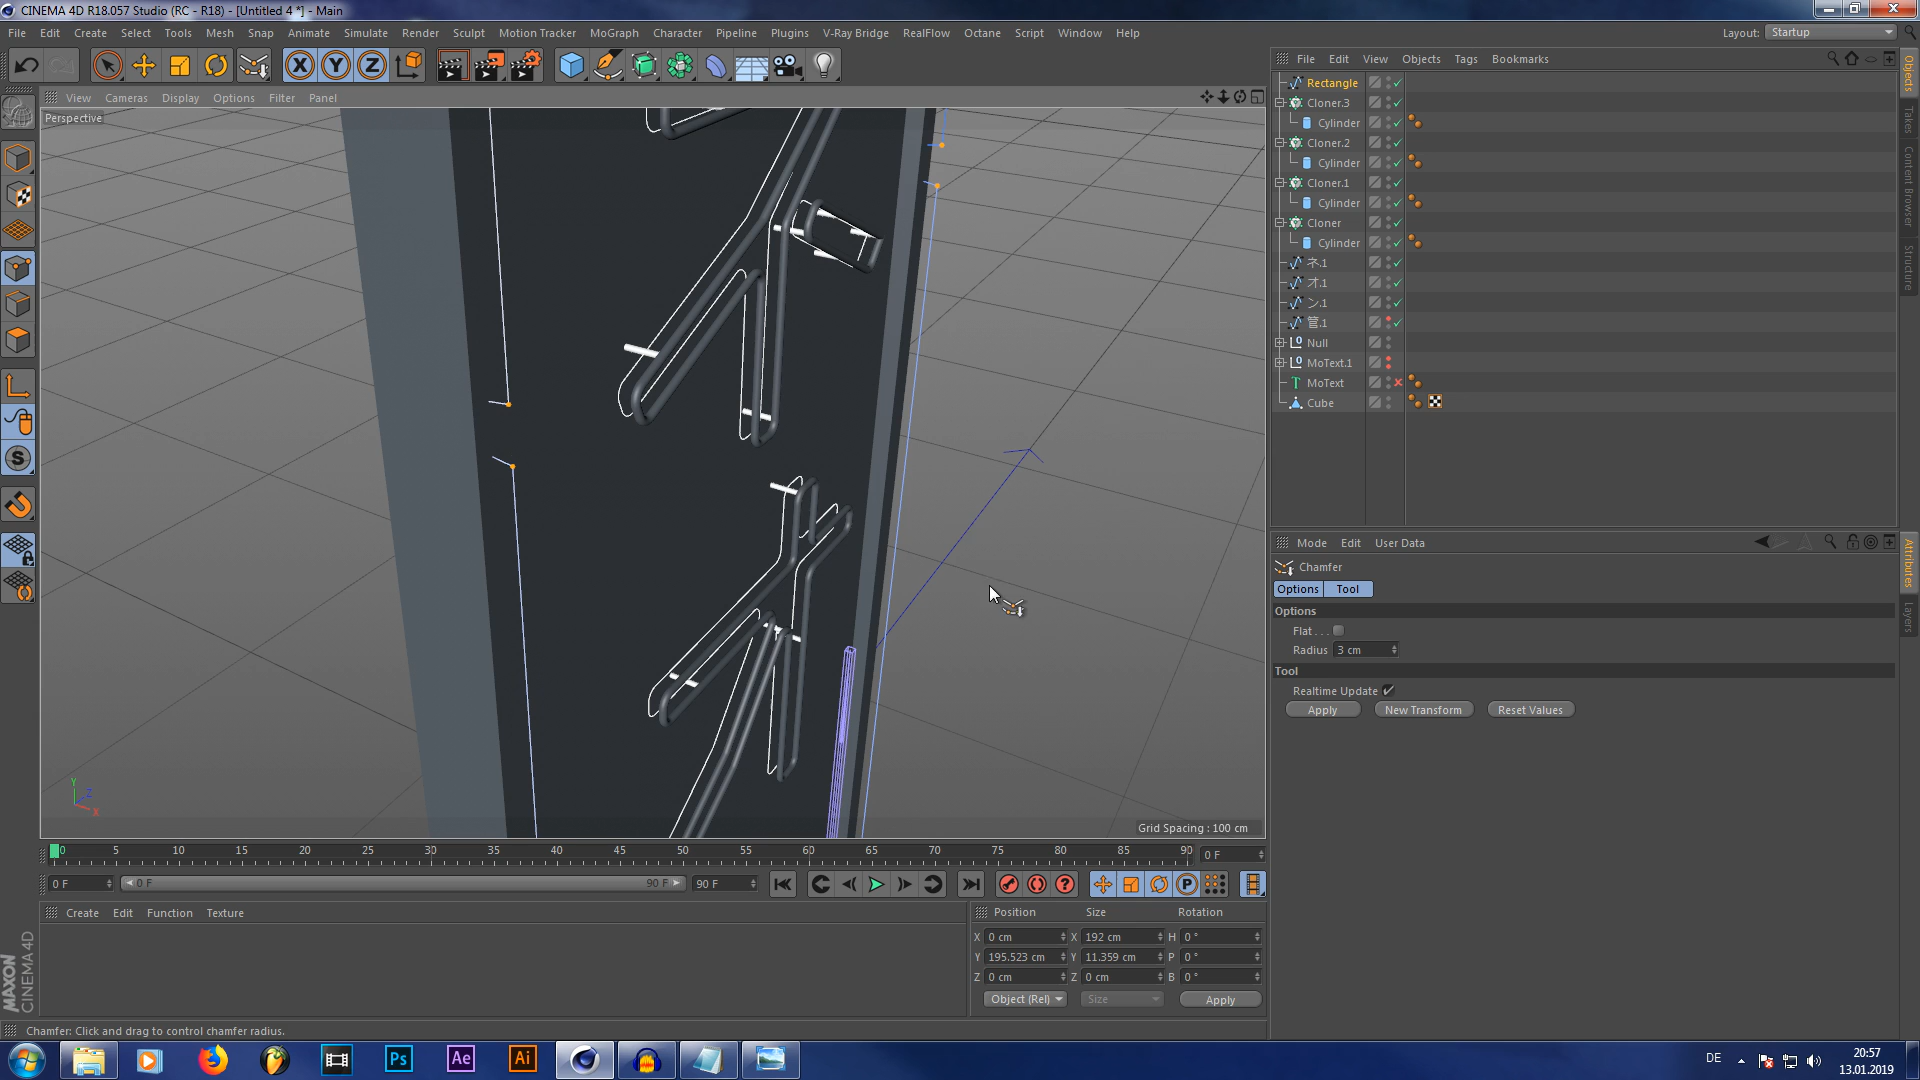 CINEMA 4D R18.057 Studio (RC - R18) - [Untitled 4 *] - Main
File Edit Create Select Tools Mesh Snap Animate Simulate Render Sculpt Motion Tracker MoGraph Character Pipeline Plugins V-Ray Bridge RealFlow Octane Script Window Help
Layout: Startup
X Y Z
File Edit View Objects Tags Bookmarks
Objects
Takes
Content Browser
Structure
View Cameras Display Options Filter Panel
Perspective
Rectangle
Cloner.3
Cylinder
Cloner.2
Cylinder
Cloner.1
Cylinder
Cloner
Cylinder
ネ.1
オ.1
ン.1
管.1
Null
MoText.1
MoText
Cube
Mode Edit User Data
Attributes
Layers
Chamfer
Options Tool
Options
Flat . . .
Radius 3 cm
Tool
Realtime Update
Apply New Transform Reset Values
Y
Z
X
Grid Spacing : 100 cm
0 5 10 15 20 25 30 35 40 45 50 55 60 65 70 75 80 85 90
0 F
0 F 0 F 90 F 90 F
Create Edit Function Texture
Position Size Rotation
X 0 cm X 192 cm H 0 °
Y 195.523 cm Y 11.359 cm P 0 °
Z 0 cm Z 0 cm B 0 °
Object (Rel) Size Apply
MAXON
CINEMA 4D
Chamfer: Click and drag to control chamfer radius.
Ps Ae Ai
DE
20:57
13.01.2019